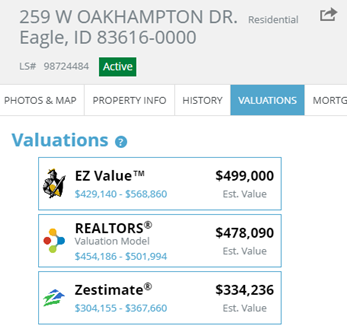 259 W OAKHAMPTON DR. Residential
Eagle, ID 83616-0000
LS# 98724484 Active
PHOTOS & MAP PROPERTY INFO HISTORY VALUATIONS MORTG
Valuations ?
EZ Value™ $499,000
$429,140 - $568,860 Est. Value
REALTORS® $478,090
Valuation Model
$454,186 - $501,994 Est. Value
Zestimate® $334,236
$304,155 - $367,660 Est. Value